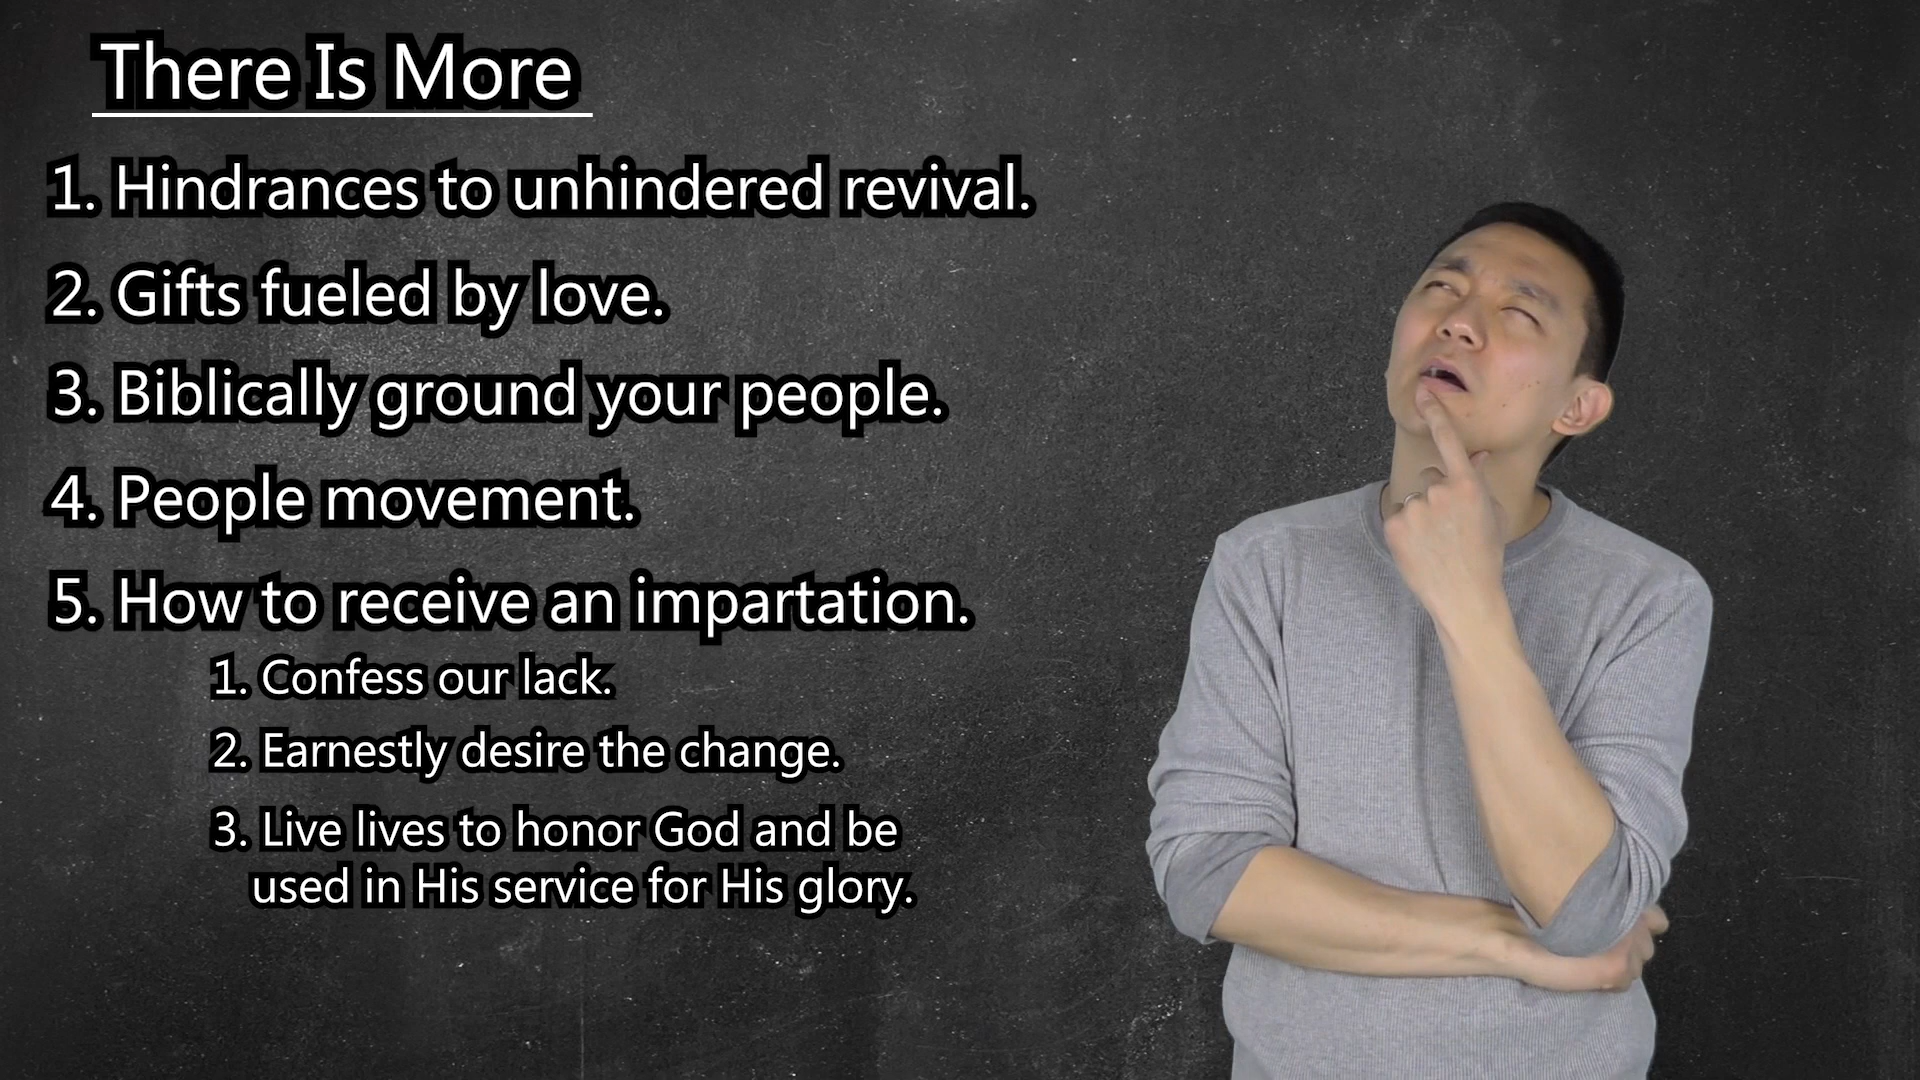 There Is More
1. Hindrances to unhindered revival.
2. Gifts fueled by love.
3. Biblically ground your people.
4. People movement.
5. How to receive an impartation.
1. Confess our lack.
2. Earnestly desire the change.
3. Live lives to honor God and be
used in His service for His glory.